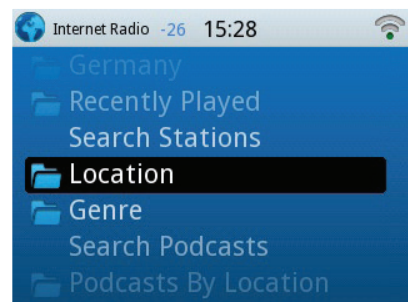 Internet Radio -26 15:28
Germany
Recently Played
Search Stations
Location
Genre
Search Podcasts
Podcasts By Location